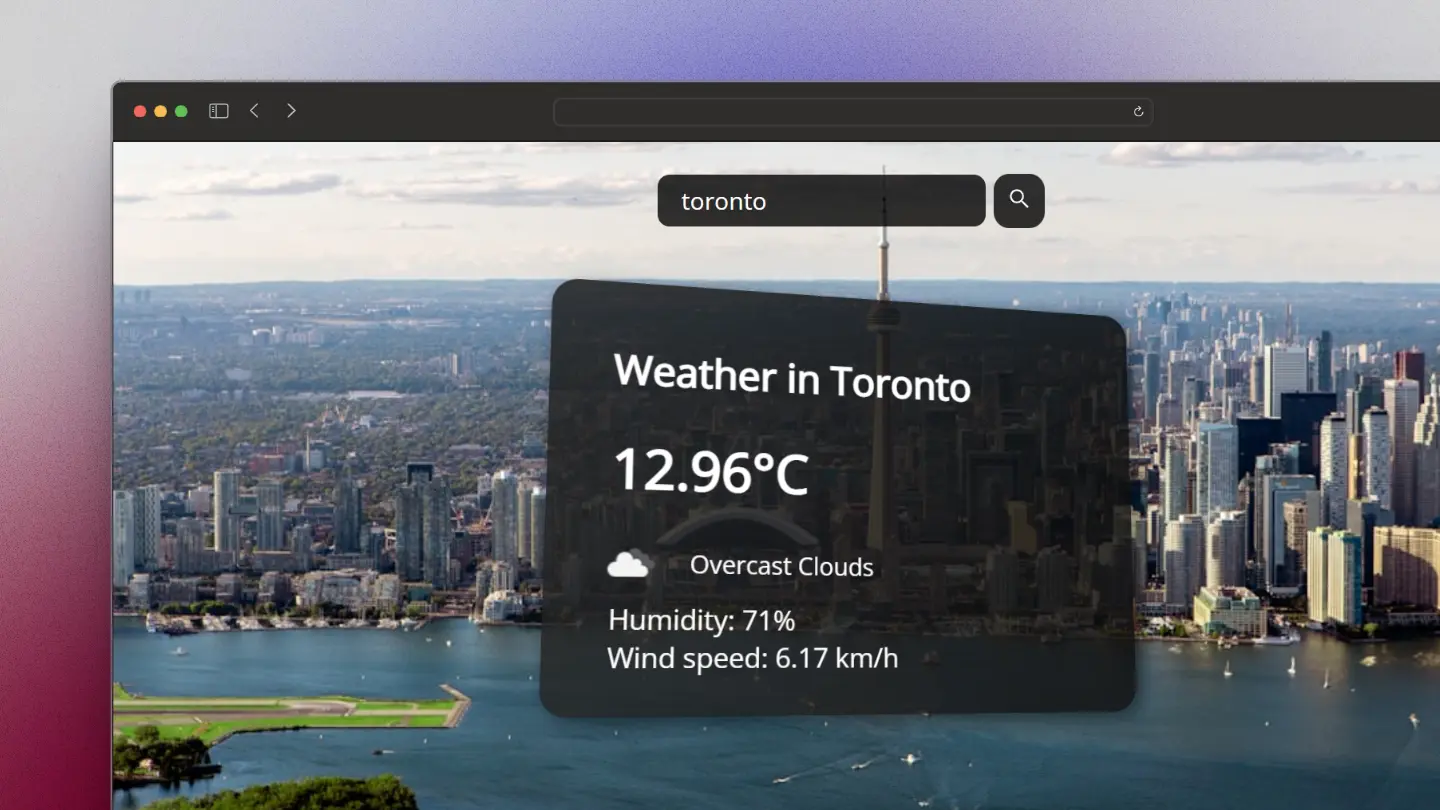 toronto
Weather in Toronto
12.96°C
Overcast Clouds
Humidity: 71%
Wind speed: 6.17 km/h